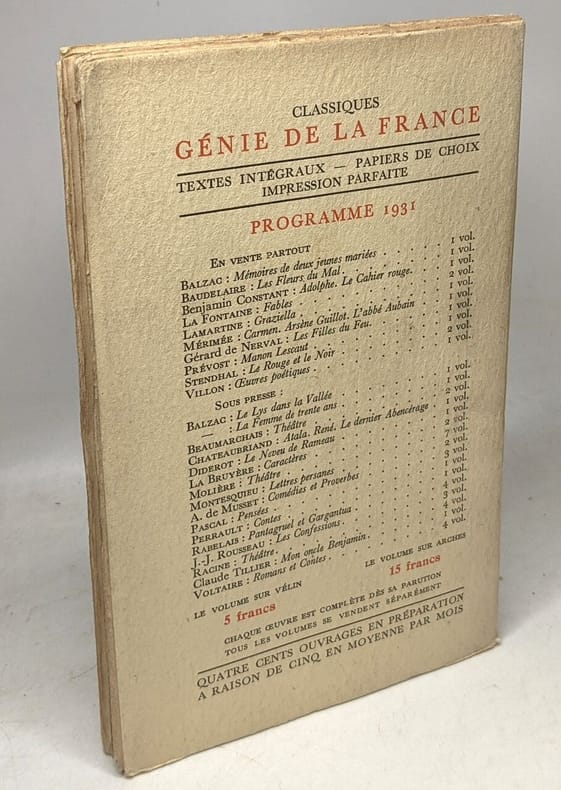 CLASSIQUES
GÉNIE DE LA FRANCE
TEXTES INTÉGRAUX — PAPIERS DE CHOIX
IMPRESSION PARFAITE
PROGRAMME 1931
EN VENTE PARTOUT
BALZAC : Mémoires de deux jeunes mariées . . . . . 1 vol.
BAUDELAIRE : Les Fleurs du Mal . . . . . 1 vol.
Benjamin CONSTANT : Adolphe. Le Cahier rouge. . . . 1 vol.
LA FONTAINE : Fables . . . . . 2 vol.
LAMARTINE : Graziella . . . . . 1 vol.
MÉRIMÉE : Carmen. Arsène Guillot. L'abbé Aubain . . . 1 vol.
Gérard de NERVAL : Les Filles du Feu. . . . . 1 vol.
PRÉVOST : Manon Lescaut . . . . . 1 vol.
STENDHAL : Le Rouge et le Noir . . . . . 2 vol.
VILLON : Œuvres poétiques . . . . . 1 vol.
SOUS PRESSE :
BALZAC : Le Lys dans la Vallée . . . . . 1 vol.
— : La Femme de trente ans . . . . . 1 vol.
BEAUMARCHAIS : Théâtre . . . . . 2 vol.
CHATEAUBRIAND : Atala. René. Le dernier Abencérage . 1 vol.
DIDEROT : Le Neveu de Rameau . . . . . 1 vol.
LA BRUYÈRE : Caractères . . . . . 2 vol.
MOLIÈRE : Théâtre . . . . . 7 vol.
MONTESQUIEU : Lettres persanes . . . . . 2 vol.
A. de MUSSET : Comédies et Proverbes . . . . . 3 vol.
PASCAL : Pensées . . . . . 1 vol.
PERRAULT : Contes . . . . . 1 vol.
RABELAIS : Pantagruel et Gargantua . . . . . 4 vol.
J.-J. ROUSSEAU : Les Confessions . . . . . 3 vol.
RACINE : Théâtre. . . . . 4 vol.
Claude TILLIER : Mon oncle Benjamin. . . . . 1 vol.
VOLTAIRE : Romans et Contes . . . . . 4 vol.
LE VOLUME SUR VÉLIN LE VOLUME SUR ARCHES
5 francs 15 francs
CHAQUE ŒUVRE EST COMPLÈTE DÈS SA PARUTION
TOUS LES VOLUMES SE VENDENT SÉPARÉMENT
QUATRE CENTS OUVRAGES EN PRÉPARATION
A RAISON DE CINQ EN MOYENNE PAR MOIS